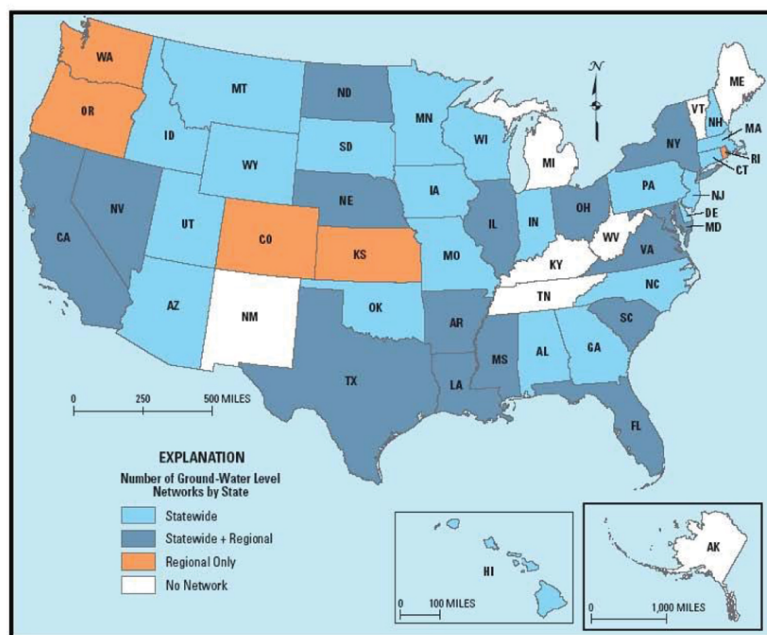 WA
OR
CA
NV
ID
MT
WY
UT
AZ
CO
NM
ND
SD
NE
KS
OK
TX
MN
IA
MO
AR
LA
WI
IL
MI
IN
OH
KY
TN
MS
AL
GA
FL
SC
NC
VA
WV
PA
NY
VT
NH
ME
MA
RI
CT
NJ
DE
MD
N
0 250 500 MILES
EXPLANATION
Number of Ground-Water Level
Networks by State
Statewide
Statewide + Regional
Regional Only
No Network
HI
0 100 MILES
AK
0 1,000 MILES